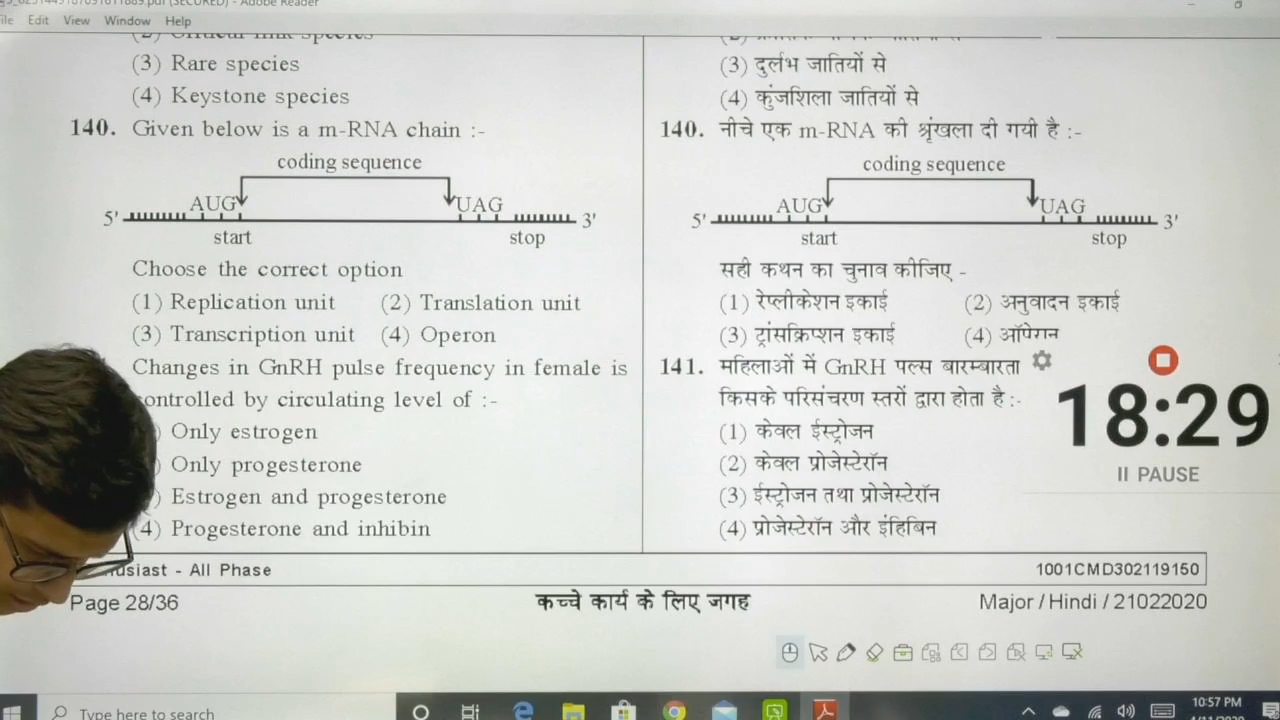 File Edit View Window Help
(3) Rare species
(4) Keystone species
140. Given below is a m-RNA chain :-
coding sequence
AUG UAG
5' 3'
start stop
Choose the correct option
(1) Replication unit (2) Translation unit
(3) Transcription unit (4) Operon
Changes in GnRH pulse frequency in female is
controlled by circulating level of :-
Only estrogen
Only progesterone
Estrogen and progesterone
(4) Progesterone and inhibin
(3) दुर्लभ जातियों से
(4) कुंजशिला जातियों से
140. नीचे एक m-RNA की श्रृंखला दी गयी है :-
coding sequence
AUG UAG
5' 3'
start stop
सही कथन का चुनाव कीजिए -
(1) रेप्लीकेशन इकाई (2) अनुवादन इकाई
(3) ट्रांसक्रिप्शन इकाई (4) ऑपेरॉन
141. महिलाओं में GnRH पल्स बारम्बारता
किसके परिसंचरण स्तरों द्वारा होता है :-
(1) केवल ईस्ट्रोजन
(2) केवल प्रोजेस्टेरॉन
(3) ईस्ट्रोजन तथा प्रोजेस्टेरॉन
(4) प्रोजेस्टेरॉन और इंहिबिन
18:29
II PAUSE
- All Phase 1001CMD302119150
Page 28/36 कच्चे कार्य के लिए जगह Major / Hindi / 21022020
Type here to search
10:57 PM